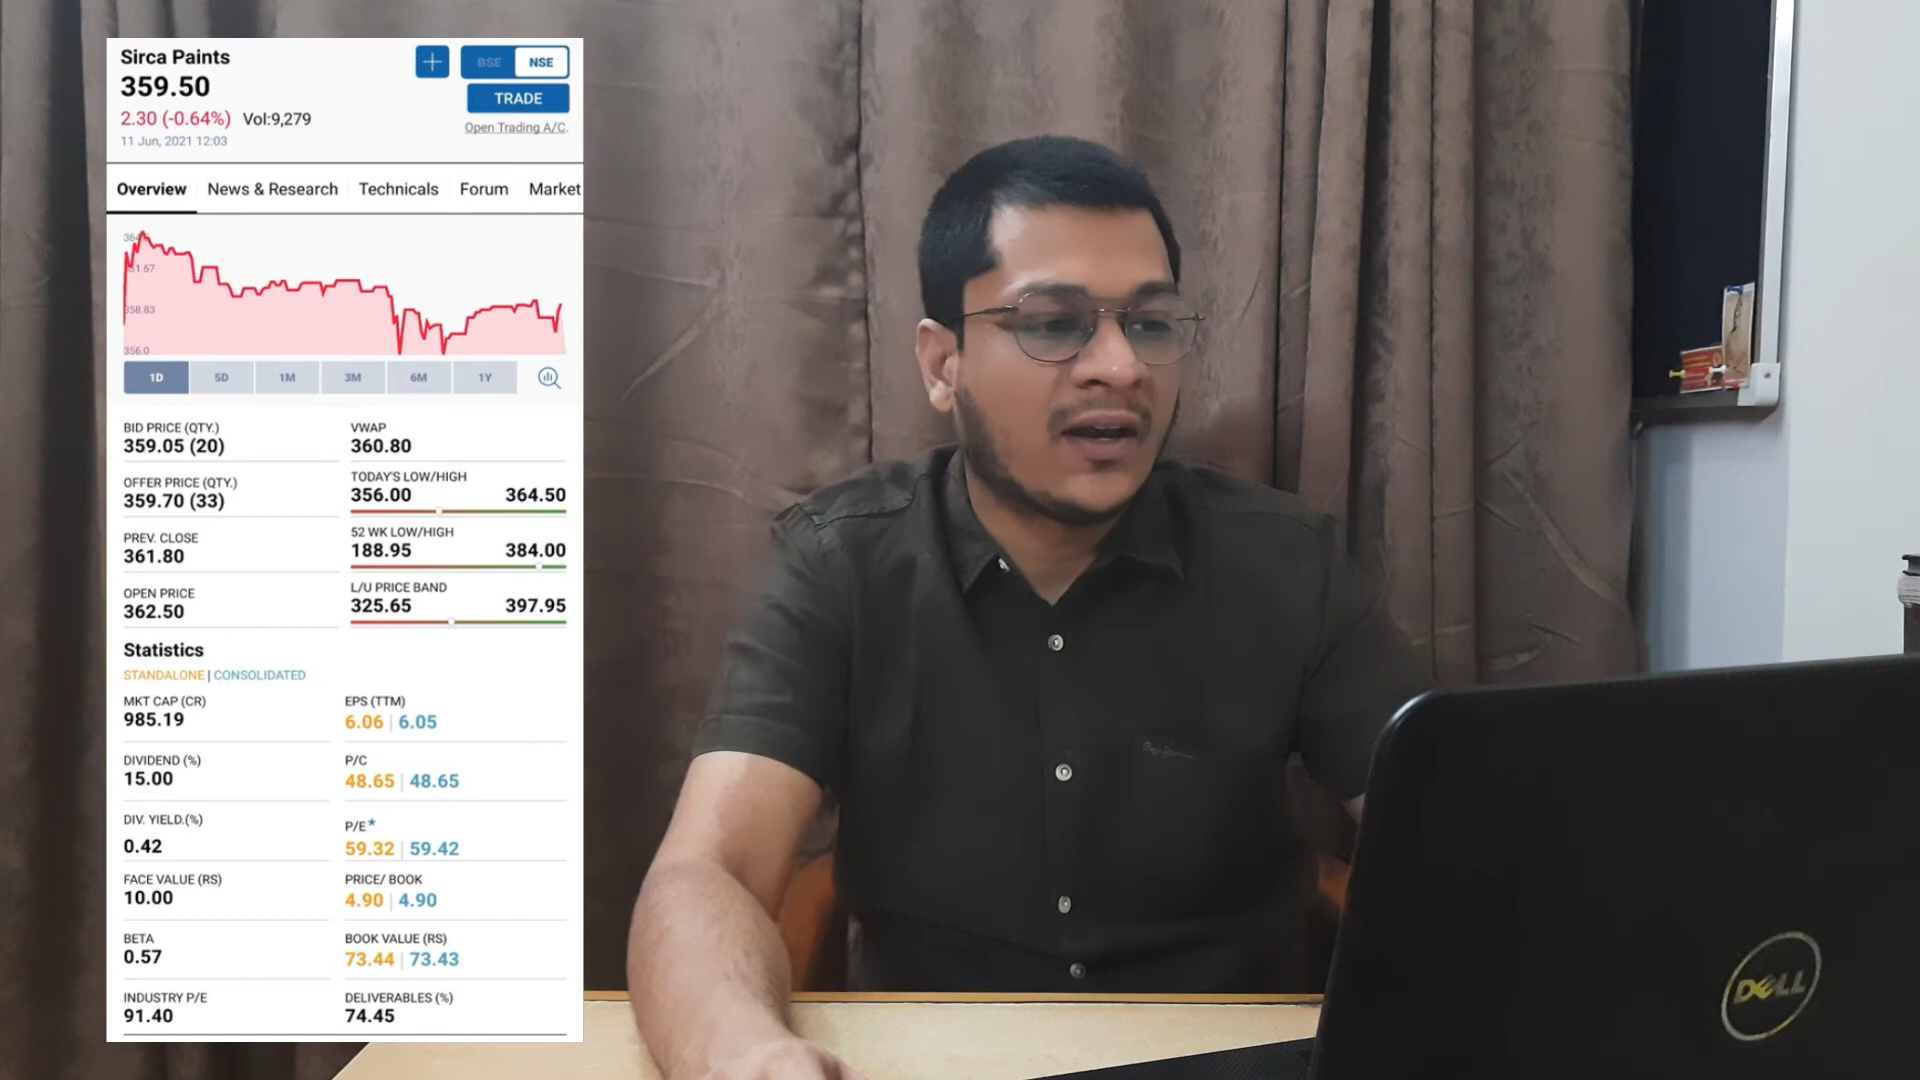 Sirca Paints
359.50
2.30 (-0.64%) Vol:9,279
11 Jun, 2021 12:03
BSE NSE
TRADE
Open Trading A/C.
Overview News & Research Technicals Forum Market
361.67
358.83
356.0
1D 5D 1M 3M 6M 1Y
BID PRICE (QTY.)
359.05 (20)
VWAP
360.80
OFFER PRICE (QTY.)
359.70 (33)
TODAY'S LOW/HIGH
356.00 364.50
PREV. CLOSE
361.80
52 WK LOW/HIGH
188.95 384.00
OPEN PRICE
362.50
L/U PRICE BAND
325.65 397.95
Statistics
STANDALONE | CONSOLIDATED
MKT CAP (CR)
985.19
EPS (TTM)
6.06 | 6.05
DIVIDEND (%)
15.00
P/C
48.65 | 48.65
DIV. YIELD.(%)
0.42
P/E*
59.32 | 59.42
FACE VALUE (RS)
10.00
PRICE/ BOOK
4.90 | 4.90
BETA
0.57
BOOK VALUE (RS)
73.44 | 73.43
INDUSTRY P/E
91.40
DELIVERABLES (%)
74.45
DELL